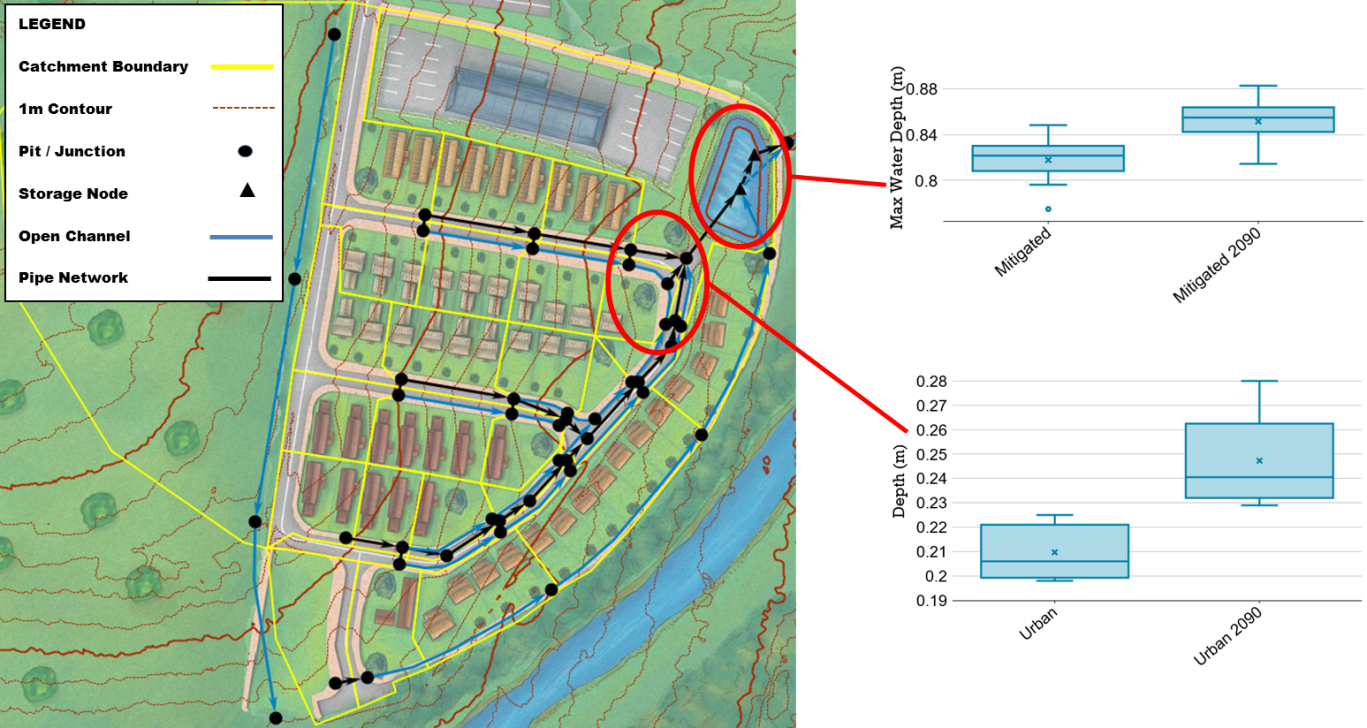 LEGEND
Catchment Boundary
1m Contour
Pit / Junction
Storage Node
Open Channel
Pipe Network
Max Water Depth (m)
0.88
0.84
0.8
Mitigated
Mitigated 2090
Depth (m)
0.28
0.27
0.26
0.25
0.24
0.23
0.22
0.21
0.2
0.19
Urban
Urban 2090